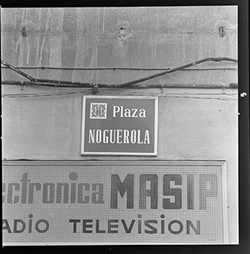 Plaza
NOGUEROLA
ectronica MASIP
ADIO TELEVISION